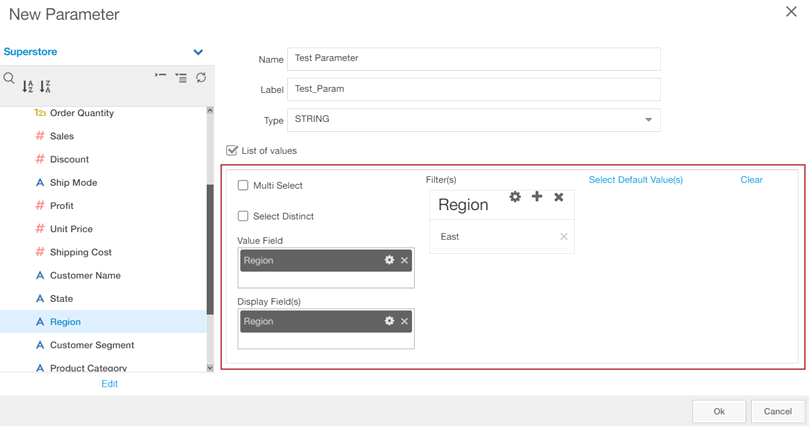 New Parameter
Superstore
Order Quantity
Sales
Discount
Ship Mode
Profit
Unit Price
Shipping Cost
Customer Name
State
Region
Customer Segment
Product Category
Edit
Name Test Parameter
Label Test_Param
Type STRING
List of values
Multi Select
Select Distinct
Value Field
Region
Display Field(s)
Region
Filter(s)
Region
East
Select Default Value(s)
Clear
Ok Cancel